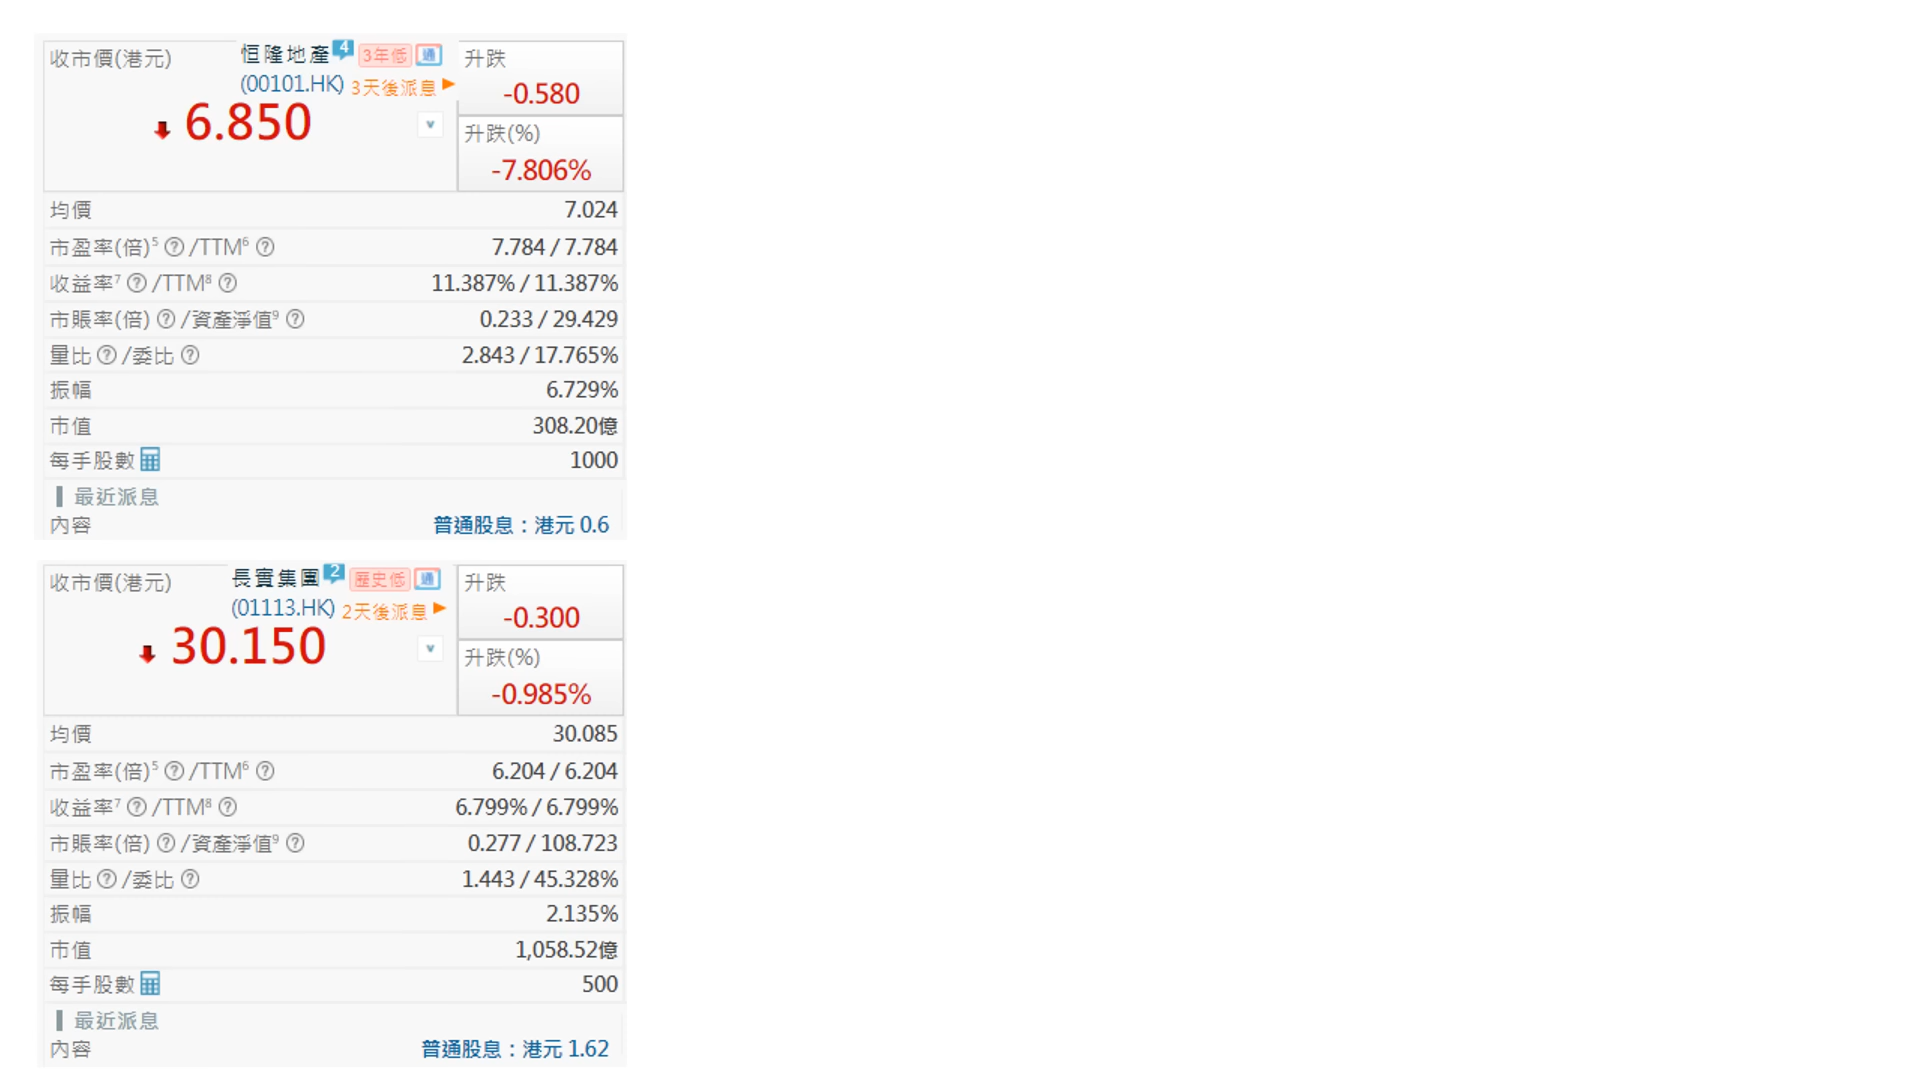 收市價(港元)
恒隆地產 4 3年低 通
(00101.HK) 3天後派息
6.850
升跌
-0.580
升跌(%)
-7.806%
均價 7.024
市盈率(倍)5 ? /TTM6 ? 7.784 / 7.784
收益率7 ? /TTM8 ? 11.387% / 11.387%
市賬率(倍) ? /資產淨值9 ? 0.233 / 29.429
量比 ? /委比 ? 2.843 / 17.765%
振幅 6.729%
市值 308.20億
每手股數 1000
最近派息
內容 普通股息：港元 0.6
收市價(港元)
長實集團 2 歷史低 通
(01113.HK) 2天後派息
30.150
升跌
-0.300
升跌(%)
-0.985%
均價 30.085
市盈率(倍)5 ? /TTM6 ? 6.204 / 6.204
收益率7 ? /TTM8 ? 6.799% / 6.799%
市賬率(倍) ? /資產淨值9 ? 0.277 / 108.723
量比 ? /委比 ? 1.443 / 45.328%
振幅 2.135%
市值 1,058.52億
每手股數 500
最近派息
內容 普通股息：港元 1.62